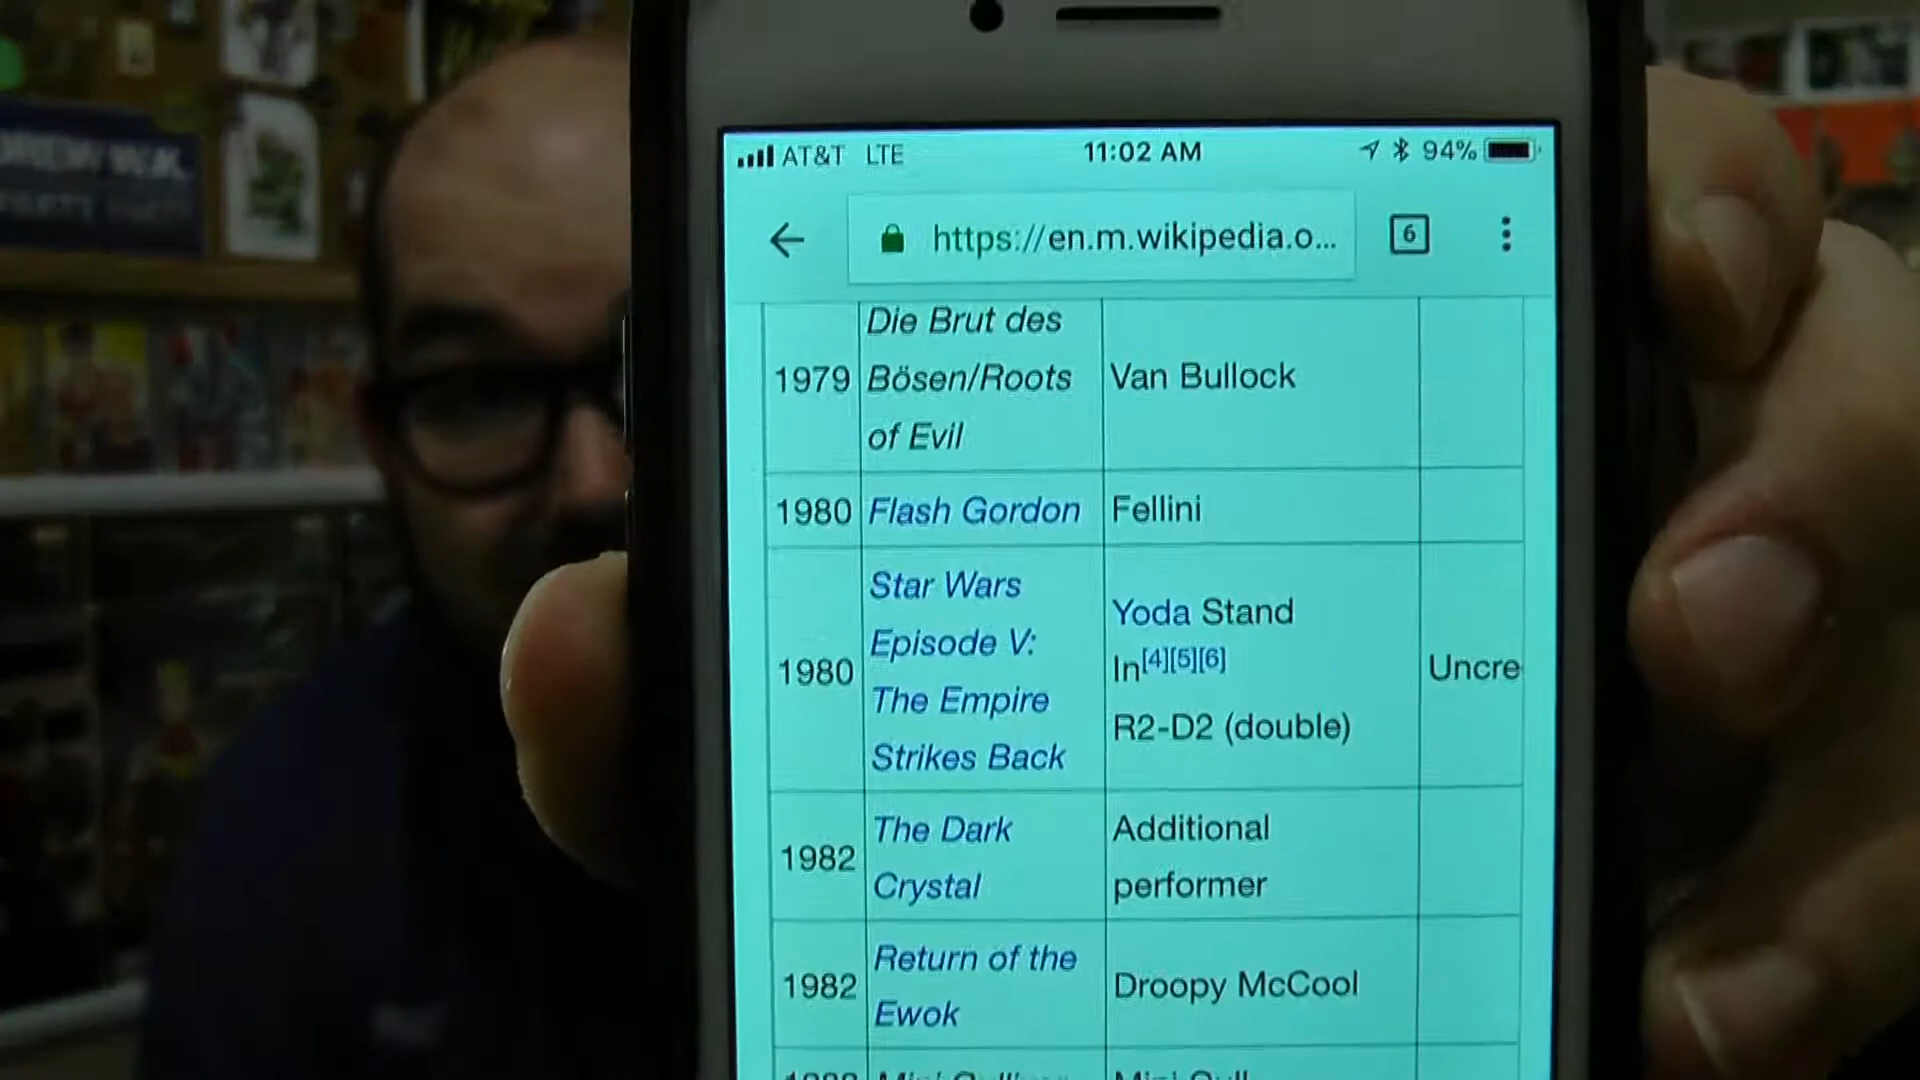 AT&T LTE 11:02 AM 94%
https://en.m.wikipedia.o... 6
Die Brut des
1979 Bösen/Roots Van Bullock
of Evil
1980 Flash Gordon Fellini
Star Wars
Yoda Stand
Episode V:
In[4][5][6]
1980 Uncre
The Empire
R2-D2 (double)
Strikes Back
The Dark Additional
1982
Crystal performer
Return of the
1982 Droopy McCool
Ewok